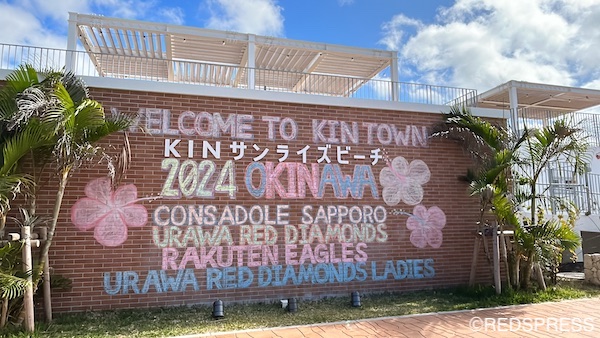 WELCOME TO KIN TOWN
KINサンライズビーチ
2024 OKINAWA
CONSADOLE SAPPORO
URAWA RED DIAMONDS
RAKUTEN EAGLES
URAWA RED DIAMONDS LADIES
©REDSPRESS